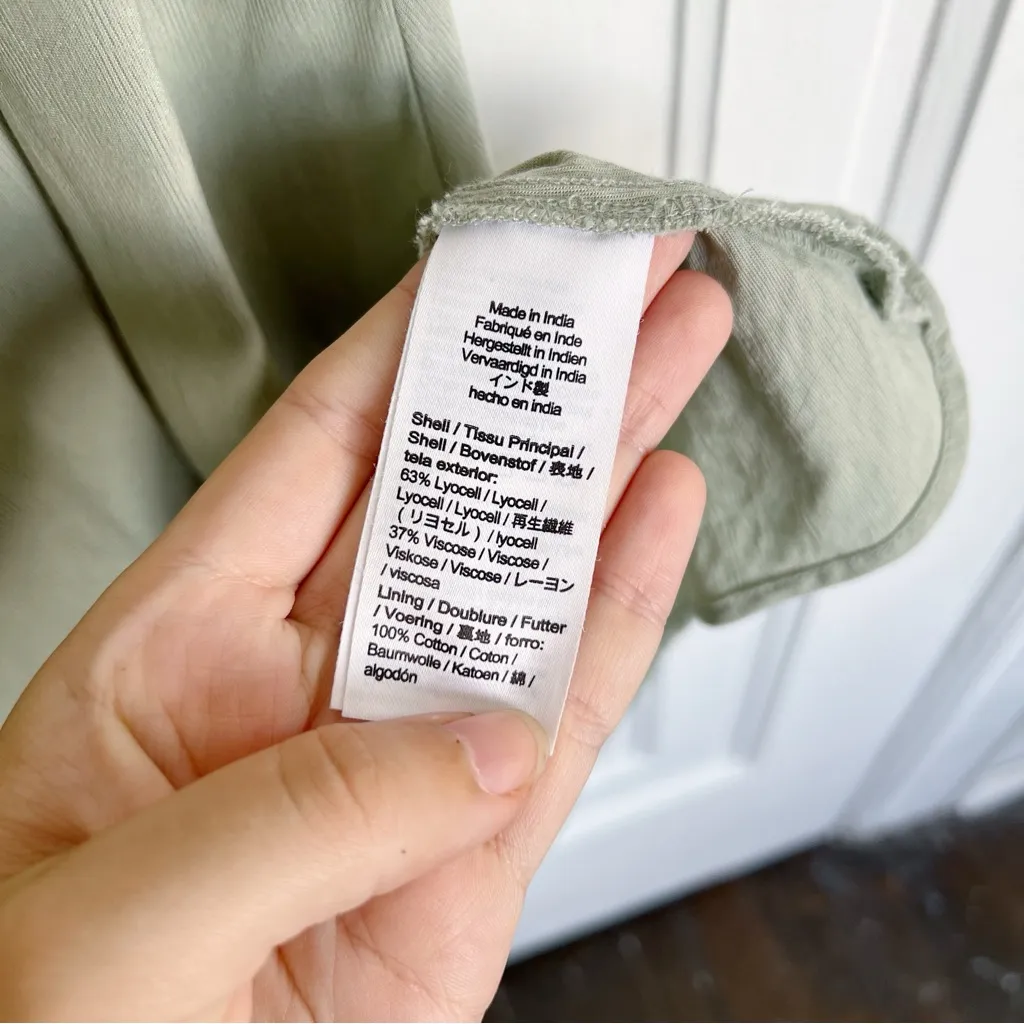 Made in India
Fabriqué en Inde
Hergestellt in Indien
Vervaardigd in India
インド製
hecho en india
Shell / Tissu Principal /
Shell / Bovenstof / 表地 /
tela exterior:
63% Lyocell / Lyocell /
Lyocell / Lyocell / 再生繊維
( リヨセル ) / lyocell
37% Viscose / Viscose /
Viskose / Viscose / レーヨン
/ viscosa
Lining / Doublure / Futter
/ Voering / 裏地 / forro:
100% Cotton / Coton /
Baumwolle / Katoen / 綿 /
algodón